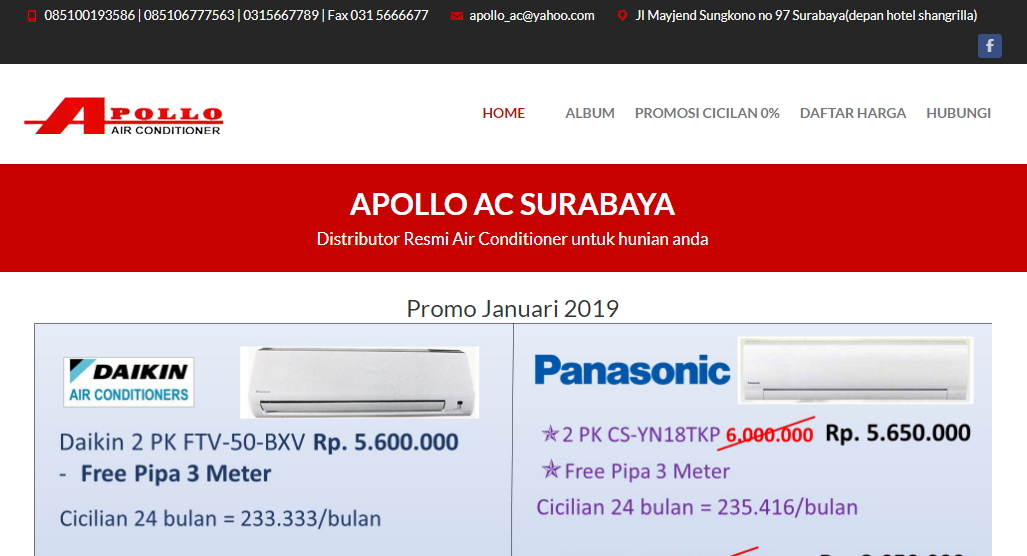 085100193586 | 085106777563 | 0315667789 | Fax 031 5666677
apollo_ac@yahoo.com
Jl Mayjend Sungkono no 97 Surabaya(depan hotel shangrilla)
APOLLO
AIR CONDITIONER
HOME
ALBUM
PROMOSI CICILAN 0%
DAFTAR HARGA
HUBUNGI
APOLLO AC SURABAYA
Distributor Resmi Air Conditioner untuk hunian anda
Promo Januari 2019
DAIKIN
AIR CONDITIONERS
Daikin 2 PK FTV-50-BXV Rp. 5.600.000
- Free Pipa 3 Meter
Cicilian 24 bulan = 233.333/bulan
Panasonic
2 PK CS-YN18TKP 6.000.000 Rp. 5.650.000
Free Pipa 3 Meter
Cicilian 24 bulan = 235.416/bulan